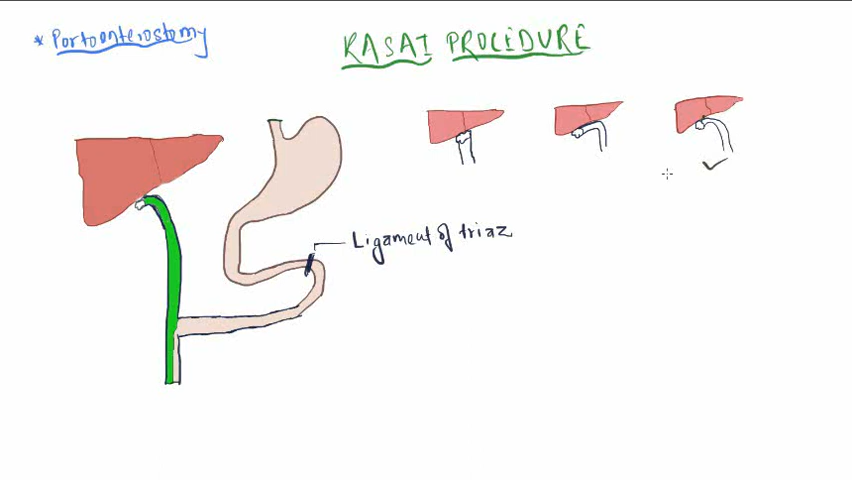 * Portoenterostomy
KASAI PROCEDURE
Ligament of triaz